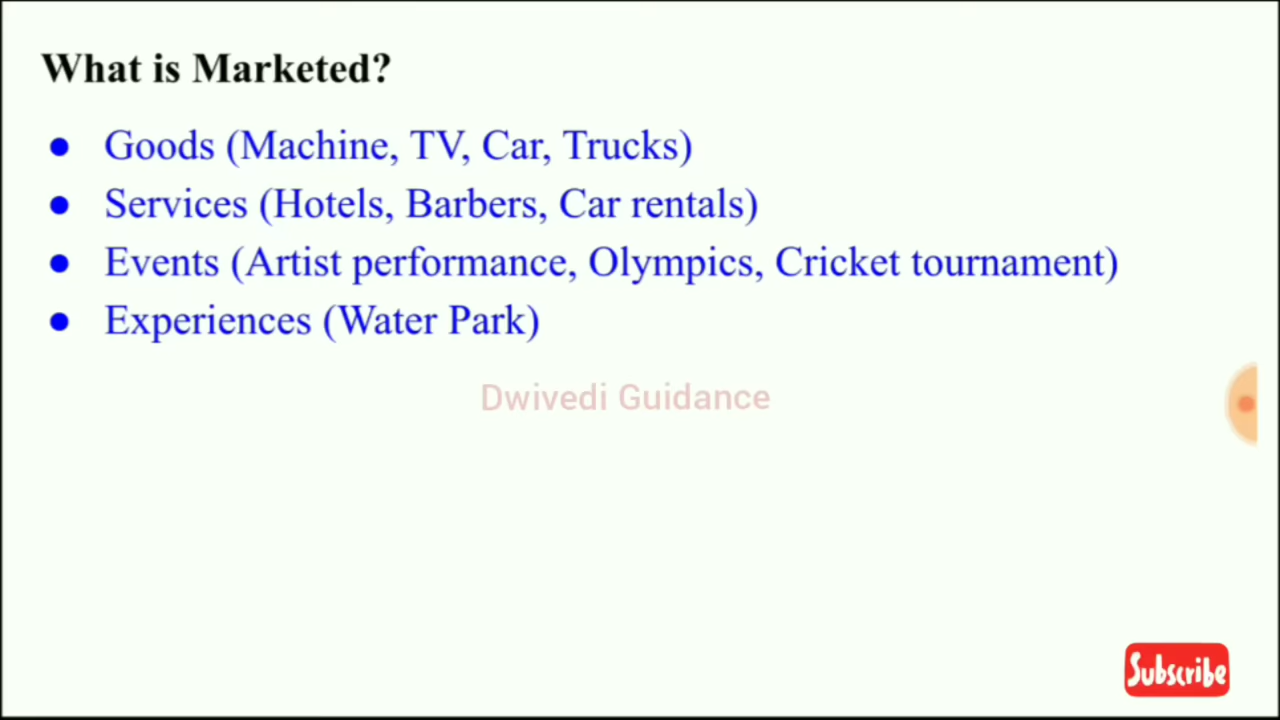 What is Marketed?
● Goods (Machine, TV, Car, Trucks)
● Services (Hotels, Barbers, Car rentals)
● Events (Artist performance, Olympics, Cricket tournament)
● Experiences (Water Park)
Dwivedi Guidance
Subscribe